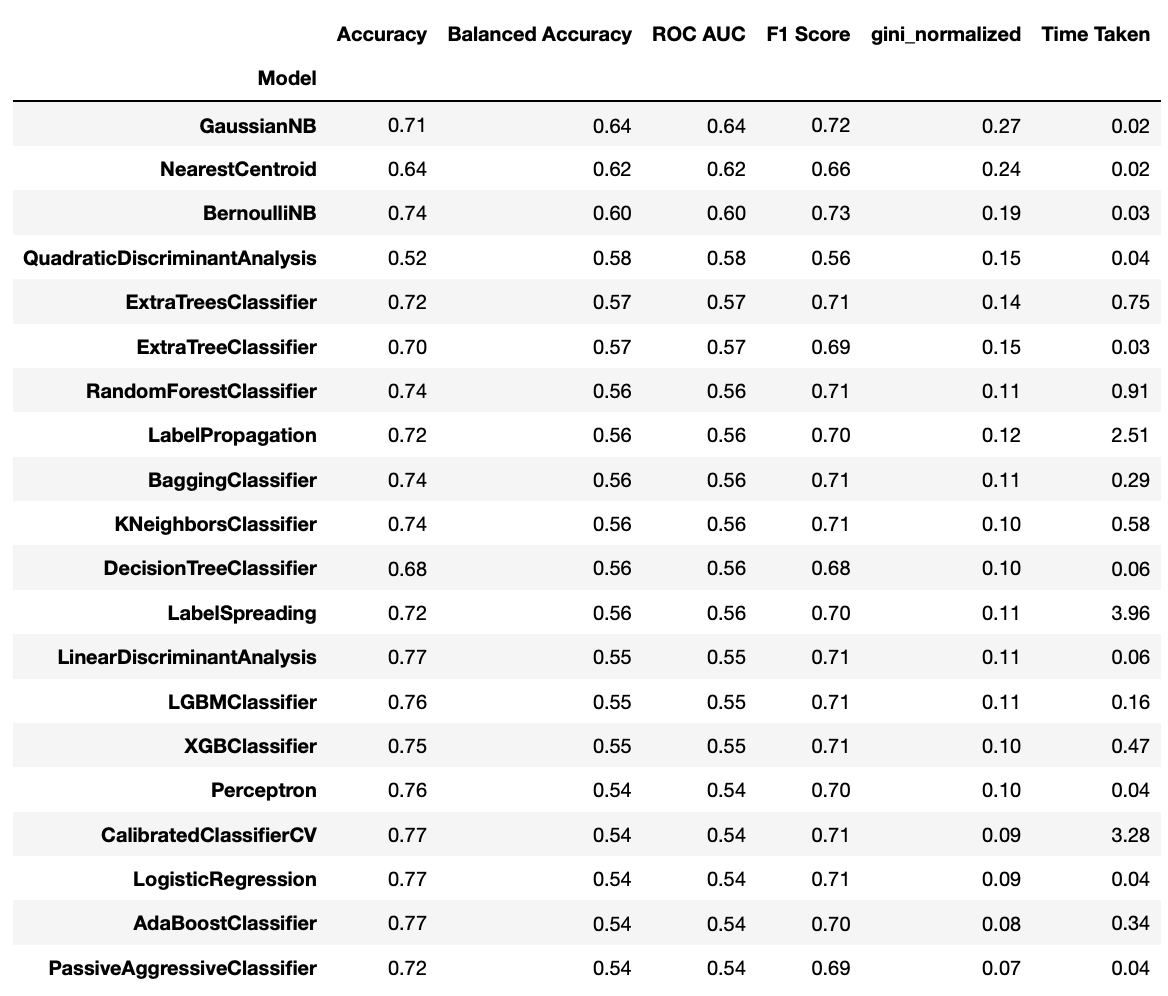 Accuracy Balanced Accuracy ROC AUC F1 Score gini_normalized Time Taken
Model
GaussianNB 0.71 0.64 0.64 0.72 0.27 0.02
NearestCentroid 0.64 0.62 0.62 0.66 0.24 0.02
BernoulliNB 0.74 0.60 0.60 0.73 0.19 0.03
QuadraticDiscriminantAnalysis 0.52 0.58 0.58 0.56 0.15 0.04
ExtraTreesClassifier 0.72 0.57 0.57 0.71 0.14 0.75
ExtraTreeClassifier 0.70 0.57 0.57 0.69 0.15 0.03
RandomForestClassifier 0.74 0.56 0.56 0.71 0.11 0.91
LabelPropagation 0.72 0.56 0.56 0.70 0.12 2.51
BaggingClassifier 0.74 0.56 0.56 0.71 0.11 0.29
KNeighborsClassifier 0.74 0.56 0.56 0.71 0.10 0.58
DecisionTreeClassifier 0.68 0.56 0.56 0.68 0.10 0.06
LabelSpreading 0.72 0.56 0.56 0.70 0.11 3.96
LinearDiscriminantAnalysis 0.77 0.55 0.55 0.71 0.11 0.06
LGBMClassifier 0.76 0.55 0.55 0.71 0.11 0.16
XGBClassifier 0.75 0.55 0.55 0.71 0.10 0.47
Perceptron 0.76 0.54 0.54 0.70 0.10 0.04
CalibratedClassifierCV 0.77 0.54 0.54 0.71 0.09 3.28
LogisticRegression 0.77 0.54 0.54 0.71 0.09 0.04
AdaBoostClassifier 0.77 0.54 0.54 0.70 0.08 0.34
PassiveAggressiveClassifier 0.72 0.54 0.54 0.69 0.07 0.04